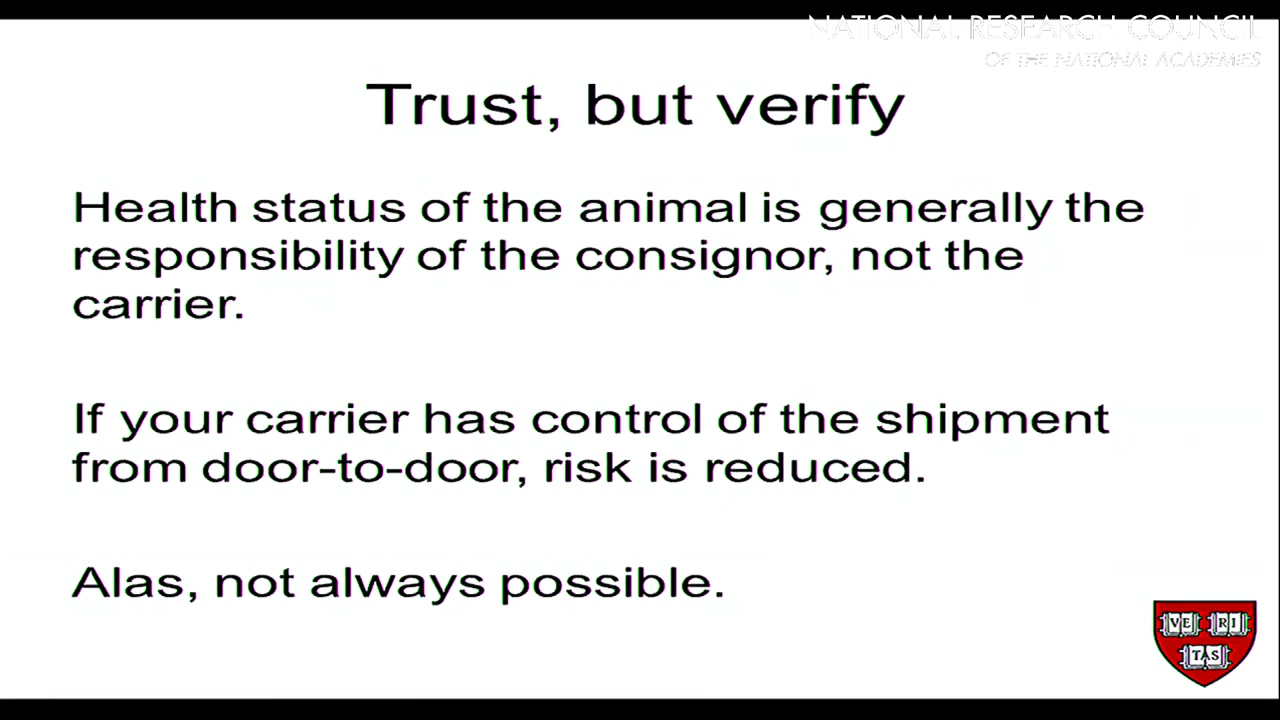 NATIONAL RESEARCH COUNCIL
OF THE NATIONAL ACADEMIES
Trust, but verify
Health status of the animal is generally the
responsibility of the consignor, not the
carrier.
If your carrier has control of the shipment
from door-to-door, risk is reduced.
Alas, not always possible.
VE RI
TAS